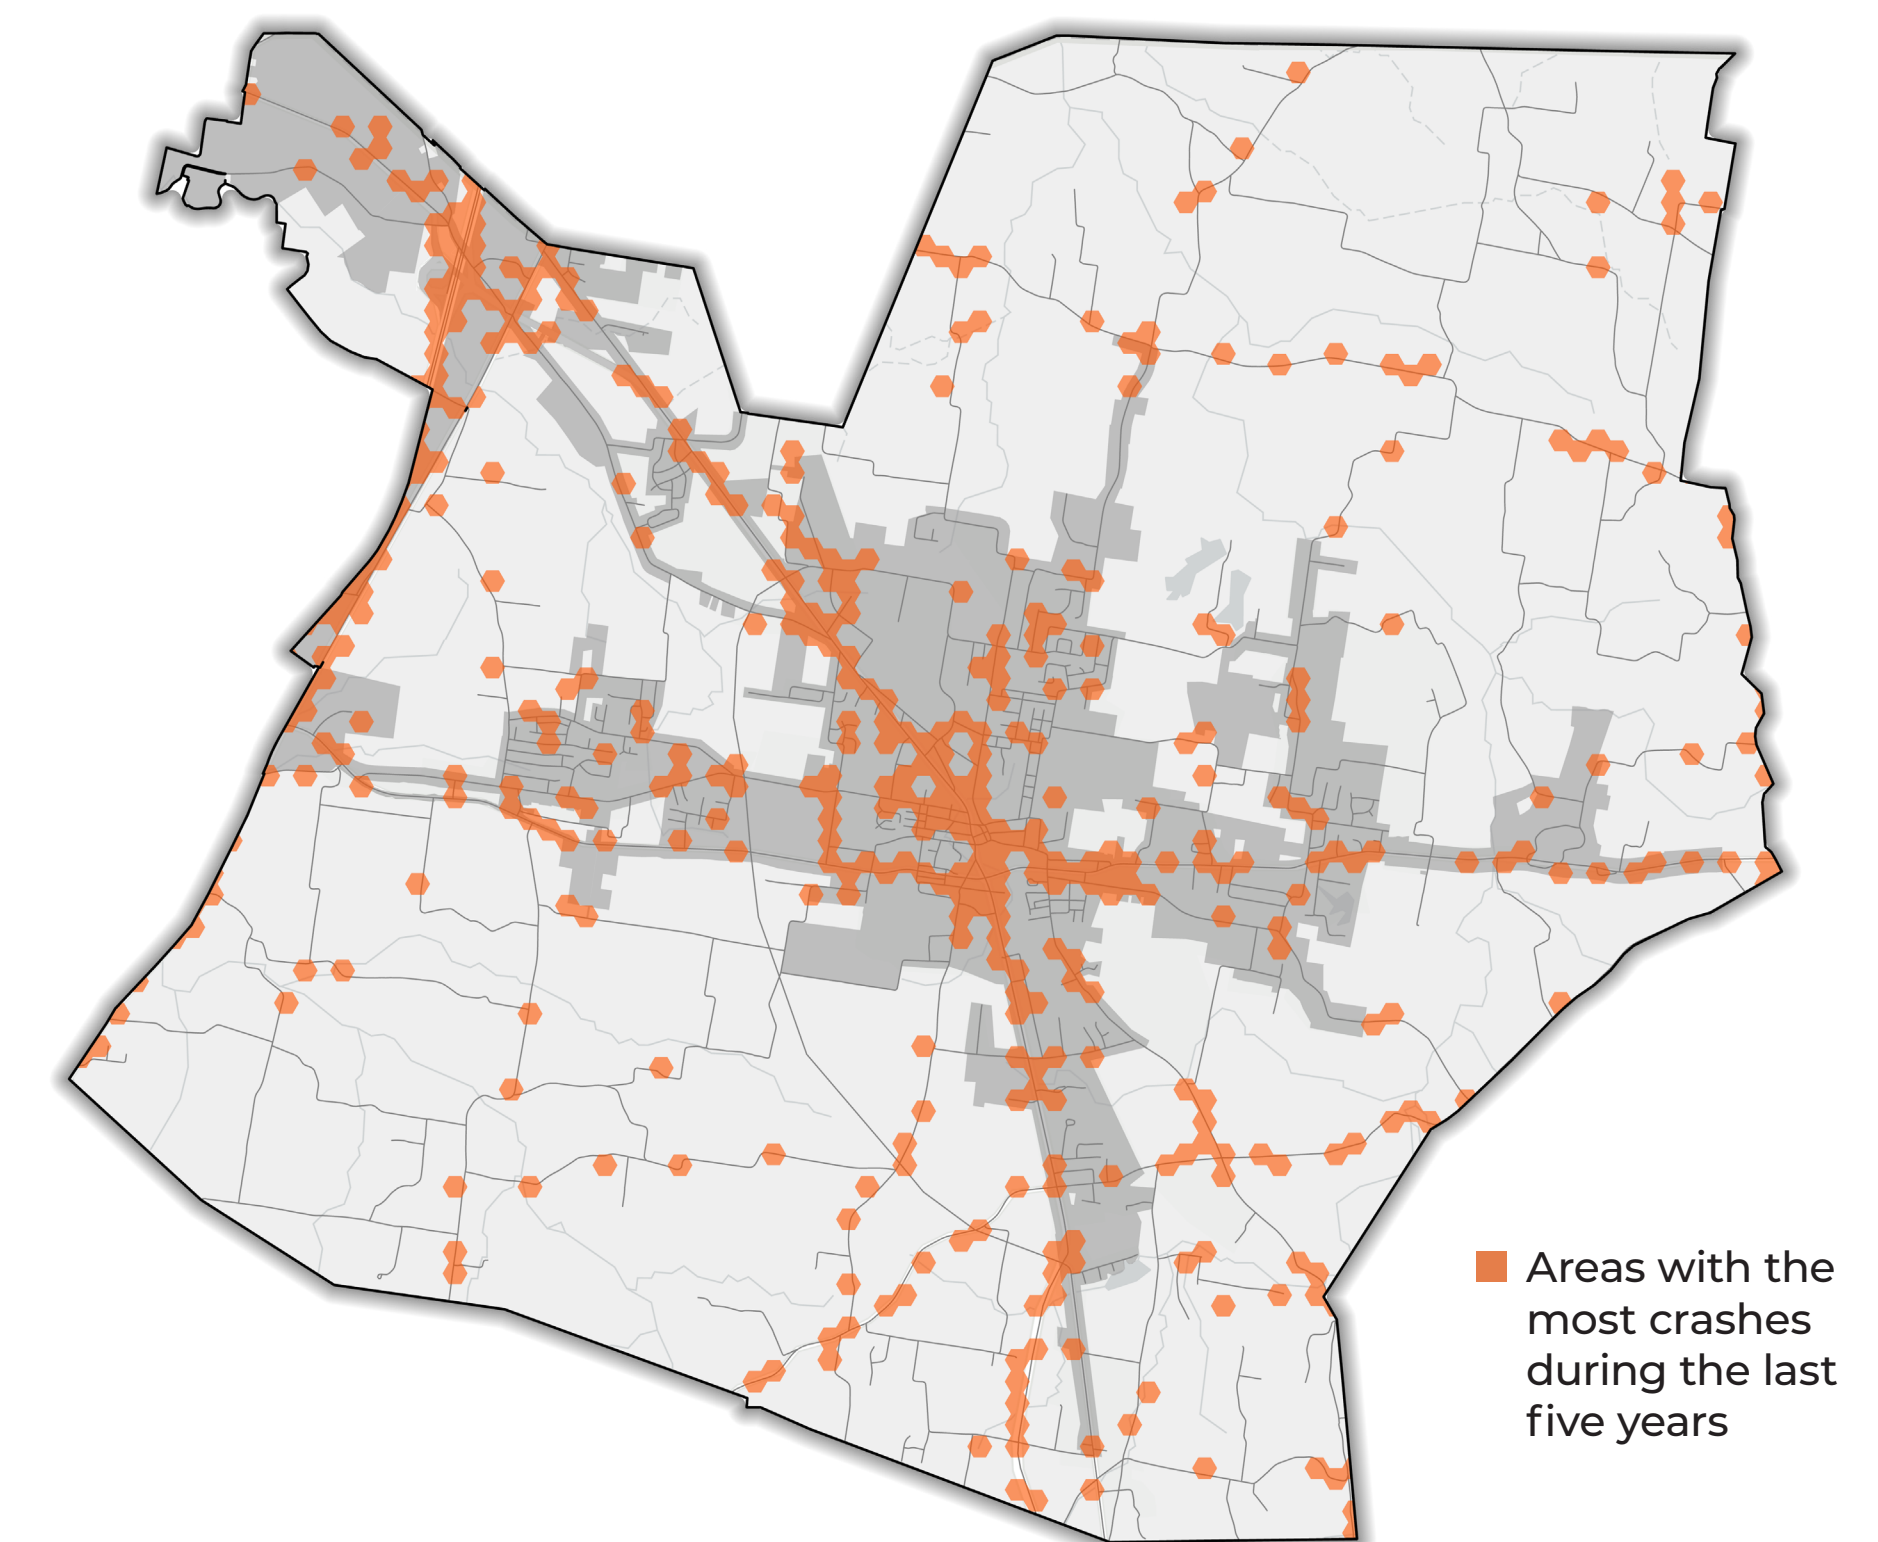 Areas with the
most crashes
during the last
five years